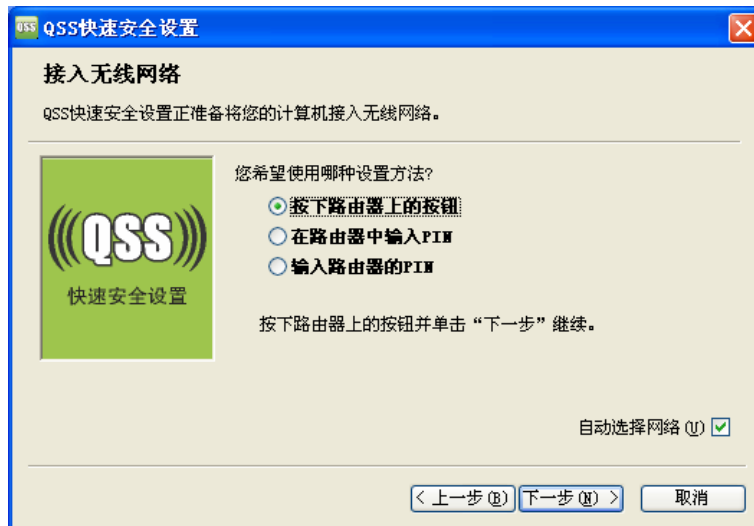 QSS QSS快速安全设置
接入无线网络
QSS快速安全设置正准备将您的计算机接入无线网络。
您希望使用哪种设置方法?
按下路由器上的按钮
在路由器中输入PIN
输入路由器的PIN
(((QSS)))
快速安全设置
按下路由器上的按钮并单击“下一步”继续。
自动选择网络(U)
< 上一步(B) 下一步(N) > 取消